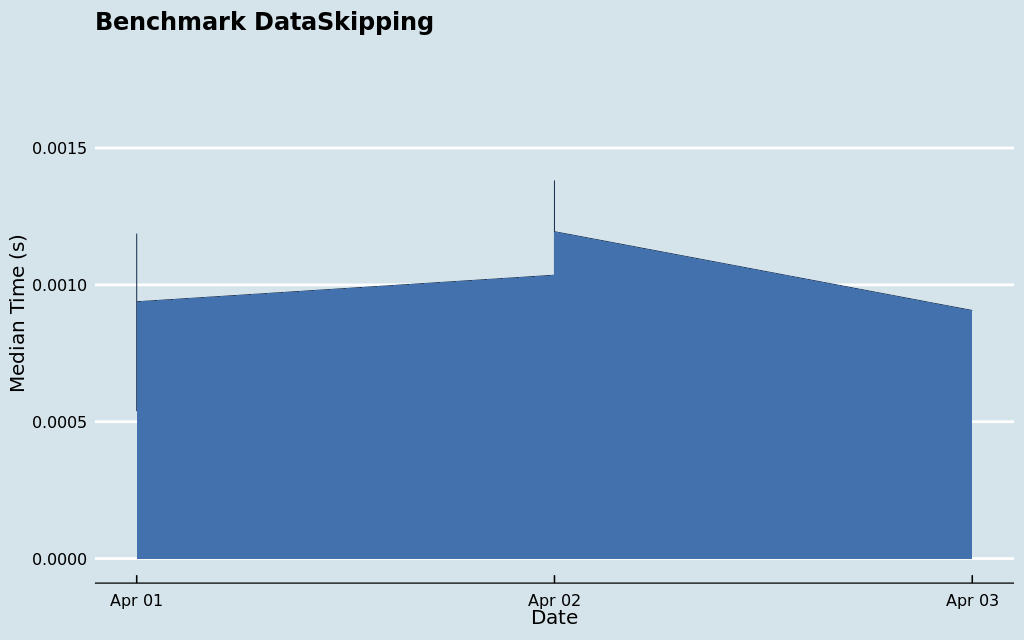 Benchmark DataSkipping
Median Time (s)
0.0015
0.0010
0.0005
0.0000
Apr 01
Apr 02
Apr 03
Date